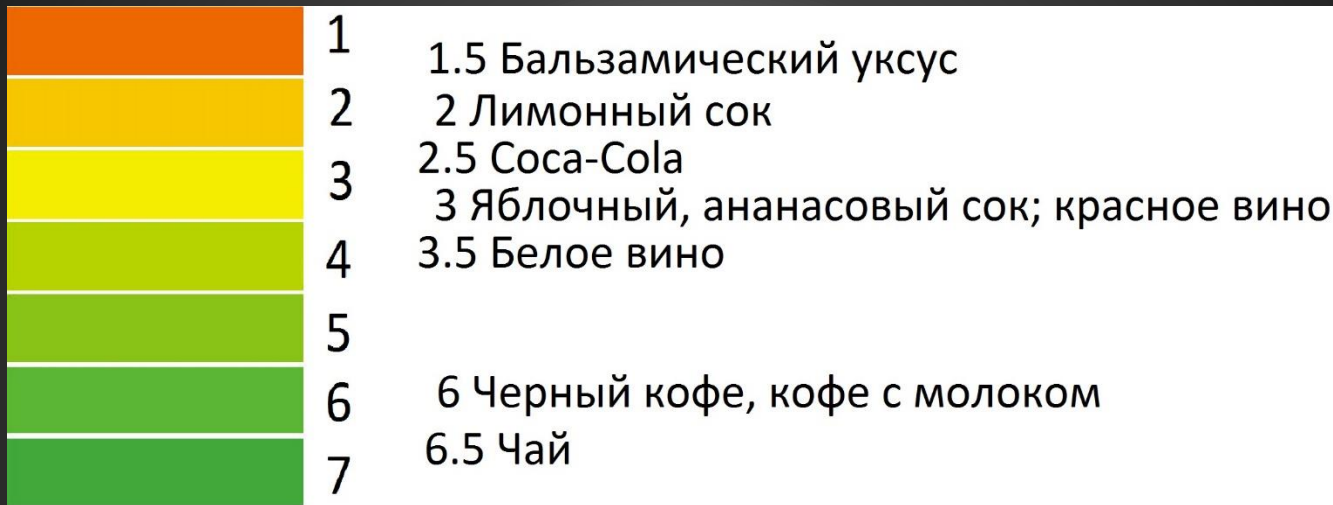 1
1.5 Бальзамический уксус
2
2 Лимонный сок
2.5 Coca-Cola
3
3 Яблочный, ананасовый сок; красное вино
4
3.5 Белое вино
5
6
6 Черный кофе, кофе с молоком
6.5 Чай
7